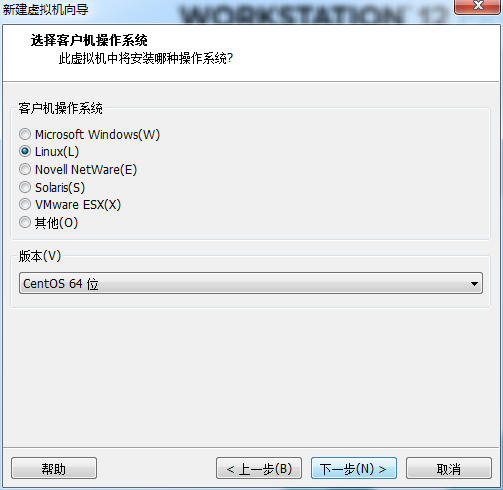 新建虚拟机向导
WORKSTATION 12
选择客户机操作系统
此虚拟机中将安装哪种操作系统?
客户机操作系统
Microsoft Windows(W)
Linux(L)
Novell NetWare(E)
Solaris(S)
VMware ESX(X)
其他(O)
版本(V)
CentOS 64 位
帮助
< 上一步(B)
下一步(N) >
取消